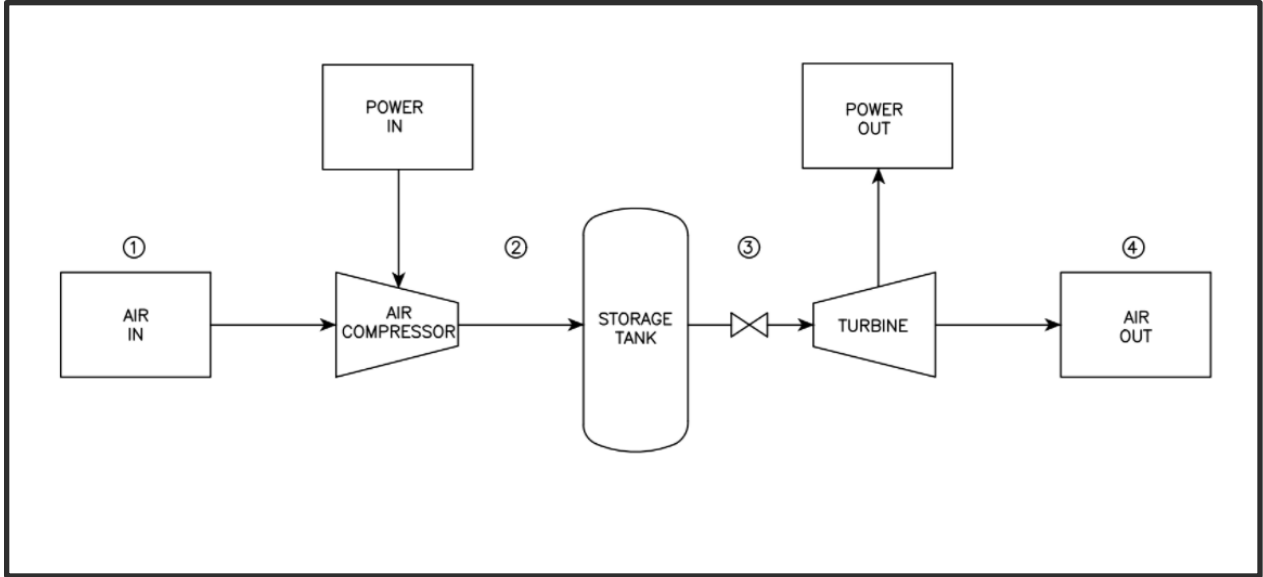 POWER
IN
POWER
OUT
①
②
③
④
AIR
IN
AIR
COMPRESSOR
STORAGE
TANK
TURBINE
AIR
OUT